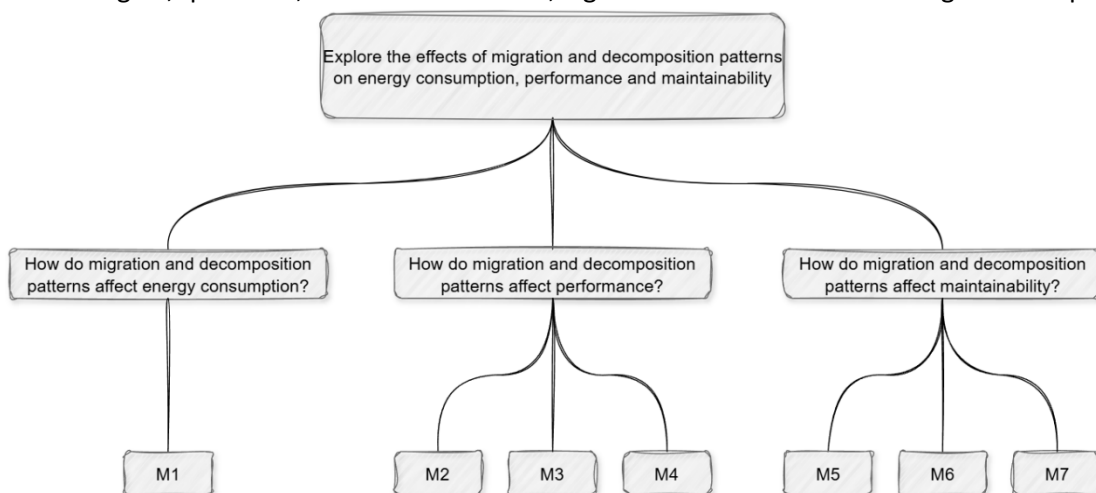 Explore the effects of migration and decomposition patterns
on energy consumption, performance and maintainability
How do migration and decomposition
patterns affect energy consumption?
How do migration and decomposition
patterns affect performance?
How do migration and decomposition
patterns affect maintainability?
M1
M2
M3
M4
M5
M6
M7